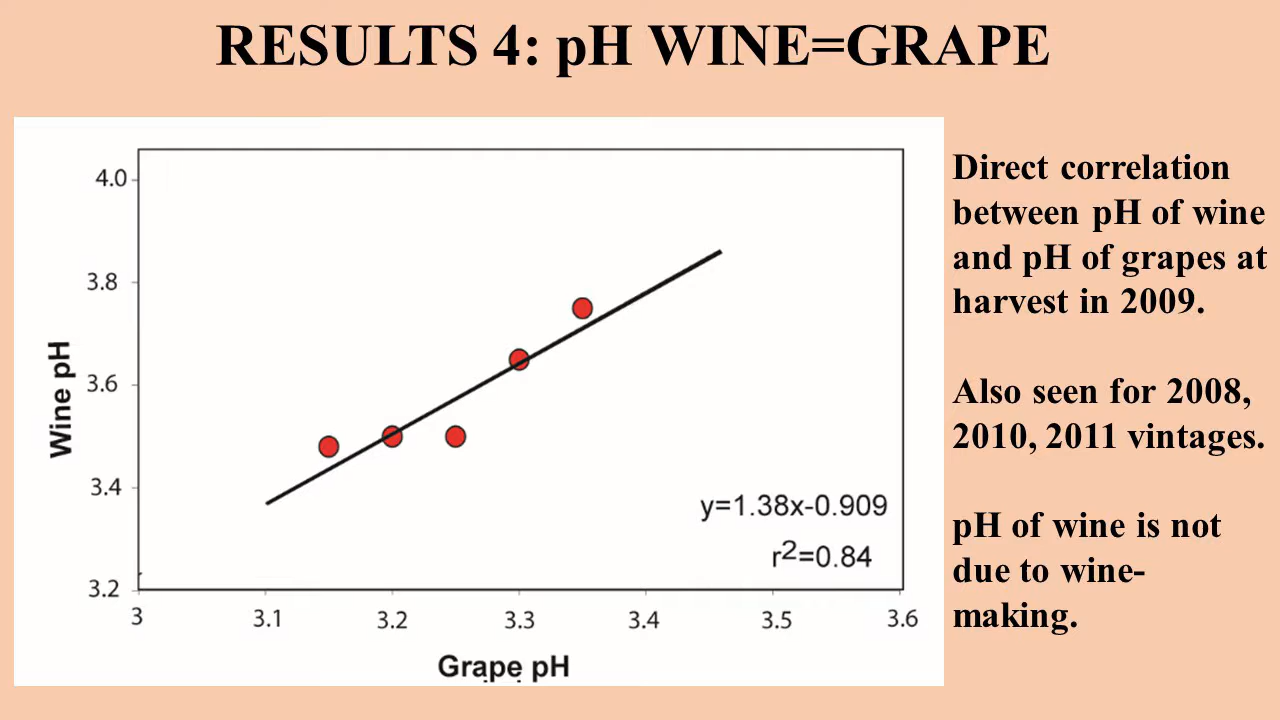 RESULTS 4: pH WINE=GRAPE
4.0
3.8
3.6
3.4
3.2
Wine pH
3
3.1
3.2
3.3
3.4
3.5
3.6
Grape pH
y=1.38x-0.909
r²=0.84
Direct correlation
between pH of wine
and pH of grapes at
harvest in 2009.
Also seen for 2008,
2010, 2011 vintages.
pH of wine is not
due to wine-
making.